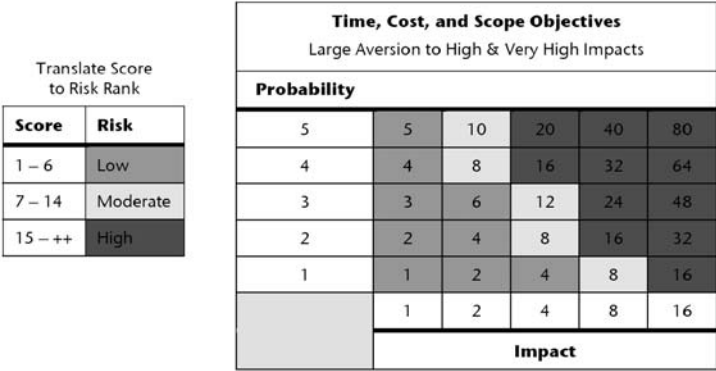 Translate Score
to Risk Rank
Score Risk
1 – 6 Low
7 – 14 Moderate
15 – ++ High
Time, Cost, and Scope Objectives
Large Aversion to High & Very High Impacts
Probability
5 5 10 20 40 80
4 4 8 16 32 64
3 3 6 12 24 48
2 2 4 8 16 32
1 1 2 4 8 16
1 2 4 8 16
Impact